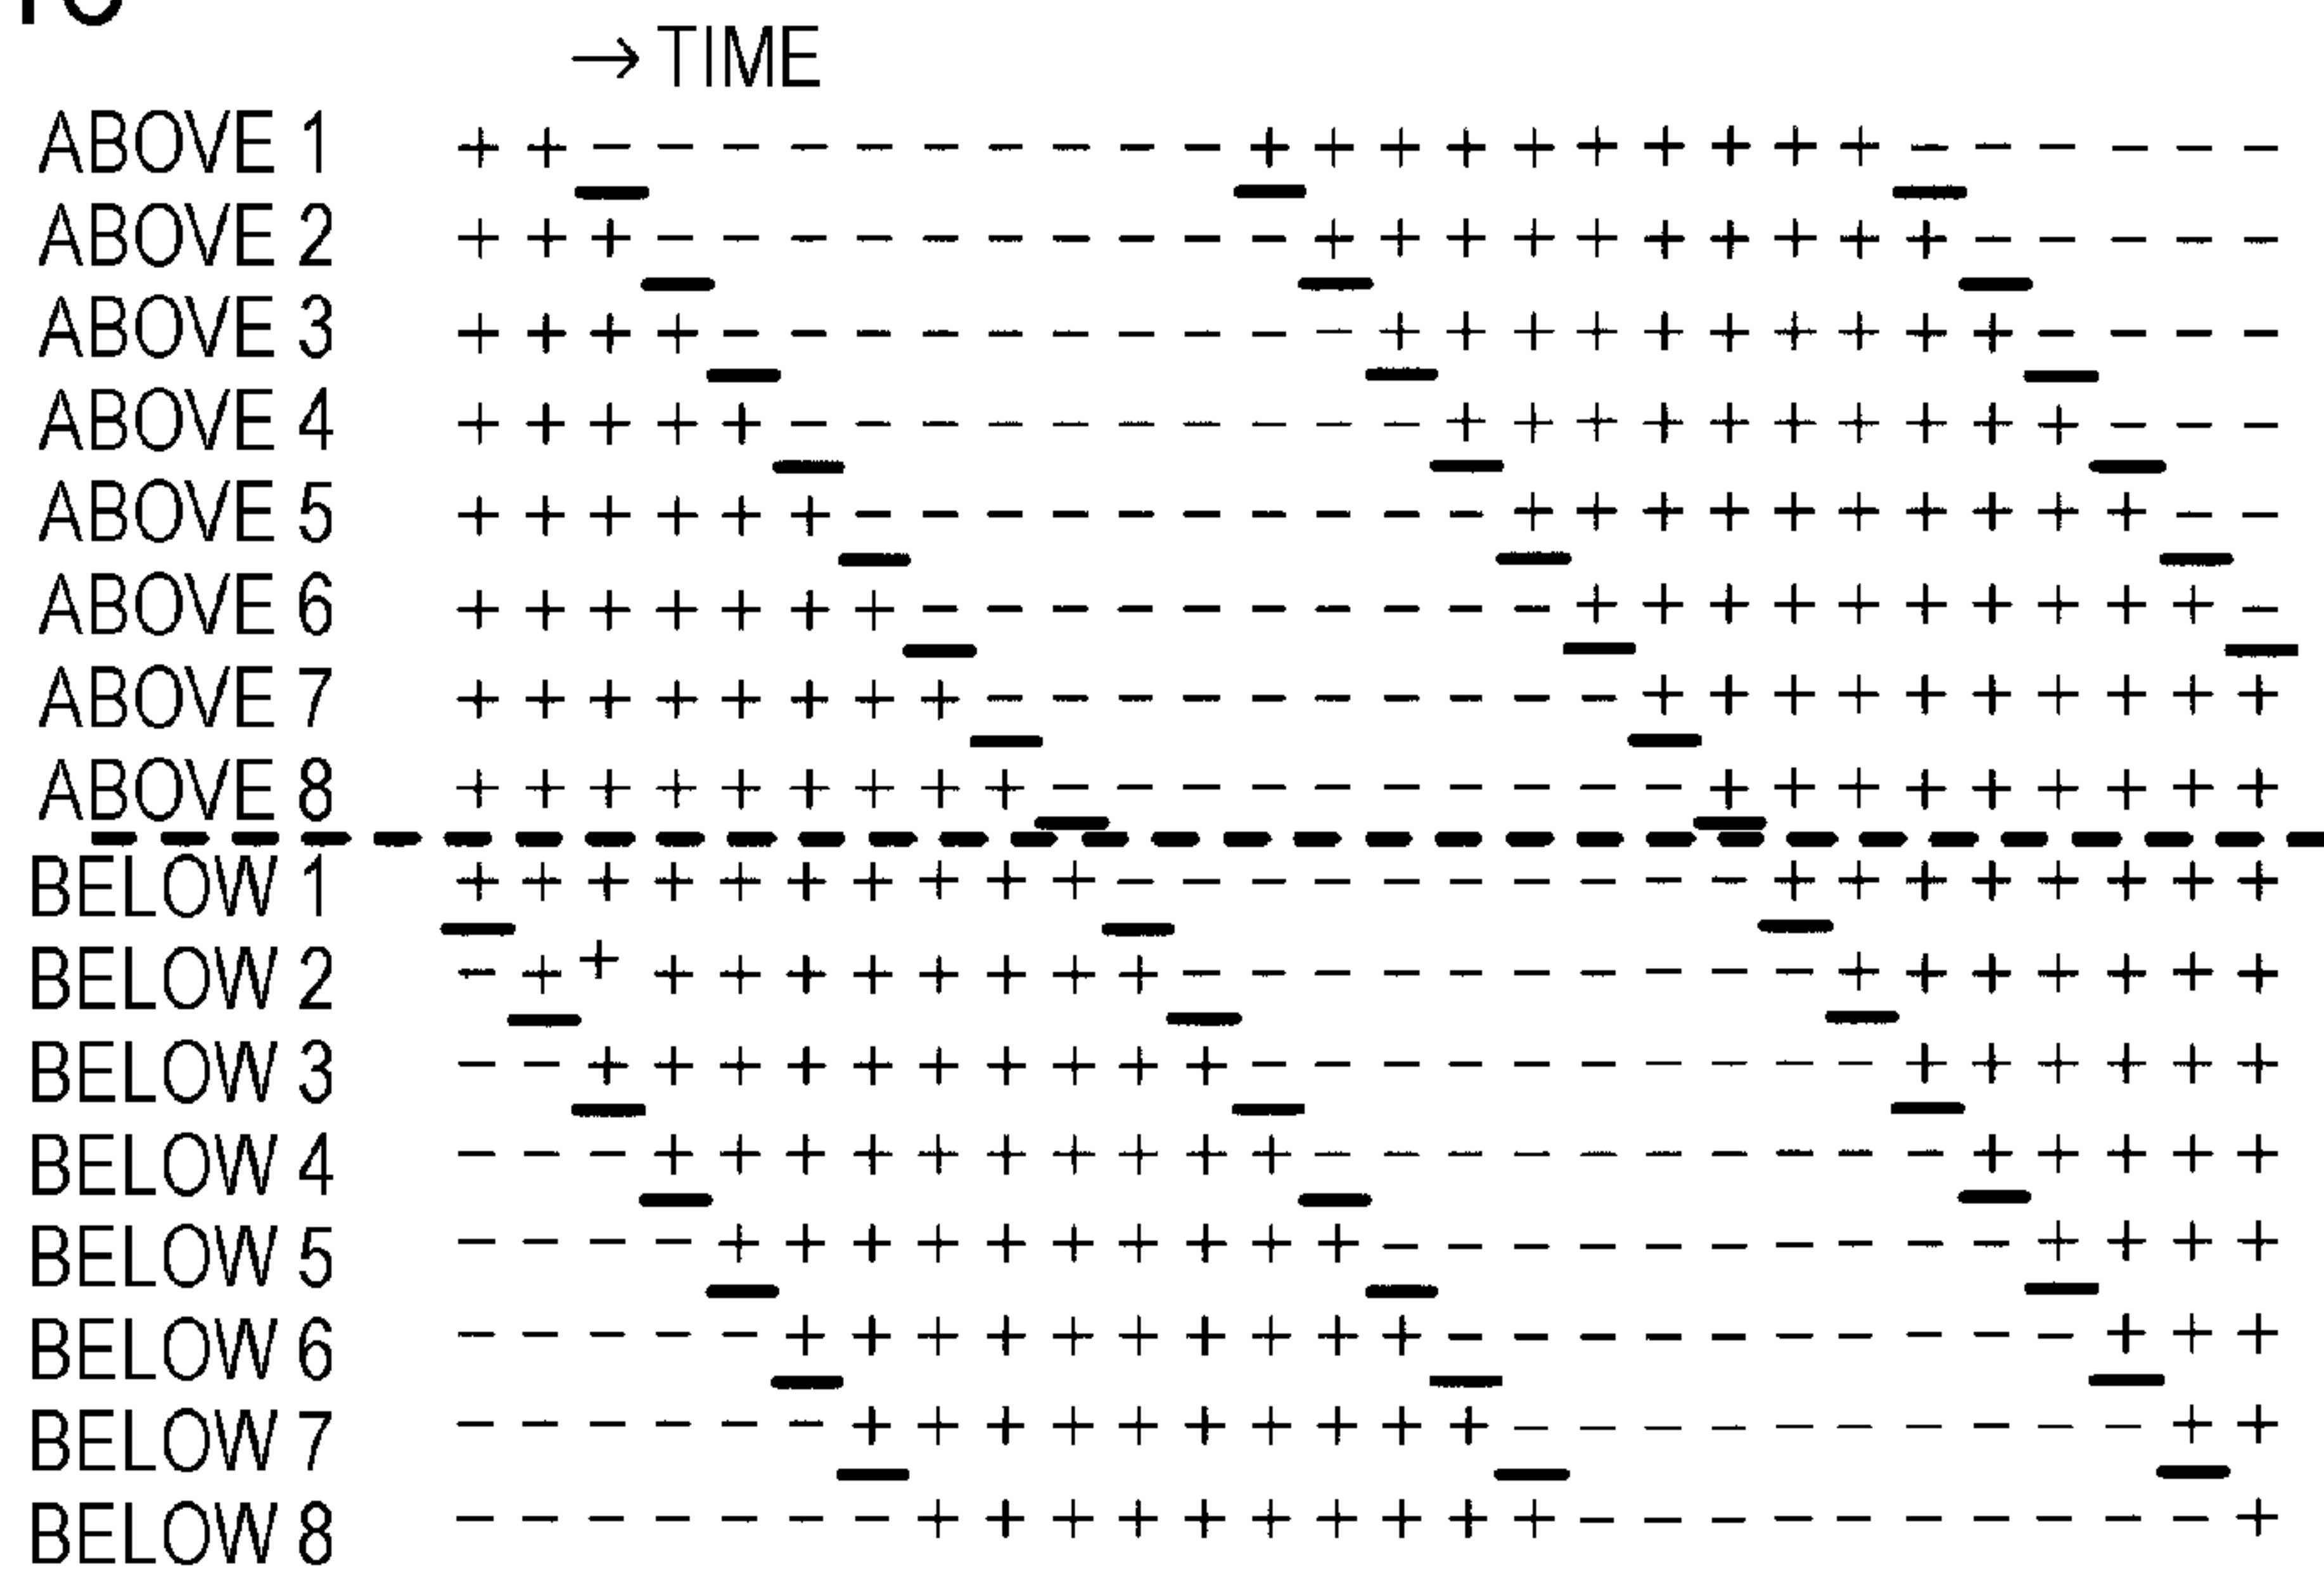 → TIME
ABOVE 1 + + - - - - - - - - - - + + + + + + + + + + - - - - - -
ABOVE 2 + + + - - - - - - - - - - + + + + + + + + + + - - - - -
ABOVE 3 + + + + - - - - - - - - - - + + + + + + + + + + - - - -
ABOVE 4 + + + + + - - - - - - - - - - + + + + + + + + + + - - -
ABOVE 5 + + + + + + - - - - - - - - - - + + + + + + + + + + - -
ABOVE 6 + + + + + + + - - - - - - - - - - + + + + + + + + + + -
ABOVE 7 + + + + + + + + - - - - - - - - - - + + + + + + + + + +
ABOVE 8 + + + + + + + + + - - - - - - - - - - + + + + + + + + +
BELOW 1 + + + + + + + + + + - - - - - - - - - - + + + + + + + +
BELOW 2 - + + + + + + + + + + - - - - - - - - - - + + + + + + +
BELOW 3 - - + + + + + + + + + + - - - - - - - - - - + + + + + +
BELOW 4 - - - + + + + + + + + + + - - - - - - - - - - + + + + +
BELOW 5 - - - - + + + + + + + + + + - - - - - - - - - - + + + +
BELOW 6 - - - - - + + + + + + + + + + - - - - - - - - - - + + +
BELOW 7 - - - - - - + + + + + + + + + + - - - - - - - - - - + +
BELOW 8 - - - - - - - + + + + + + + + + + - - - - - - - - - - +